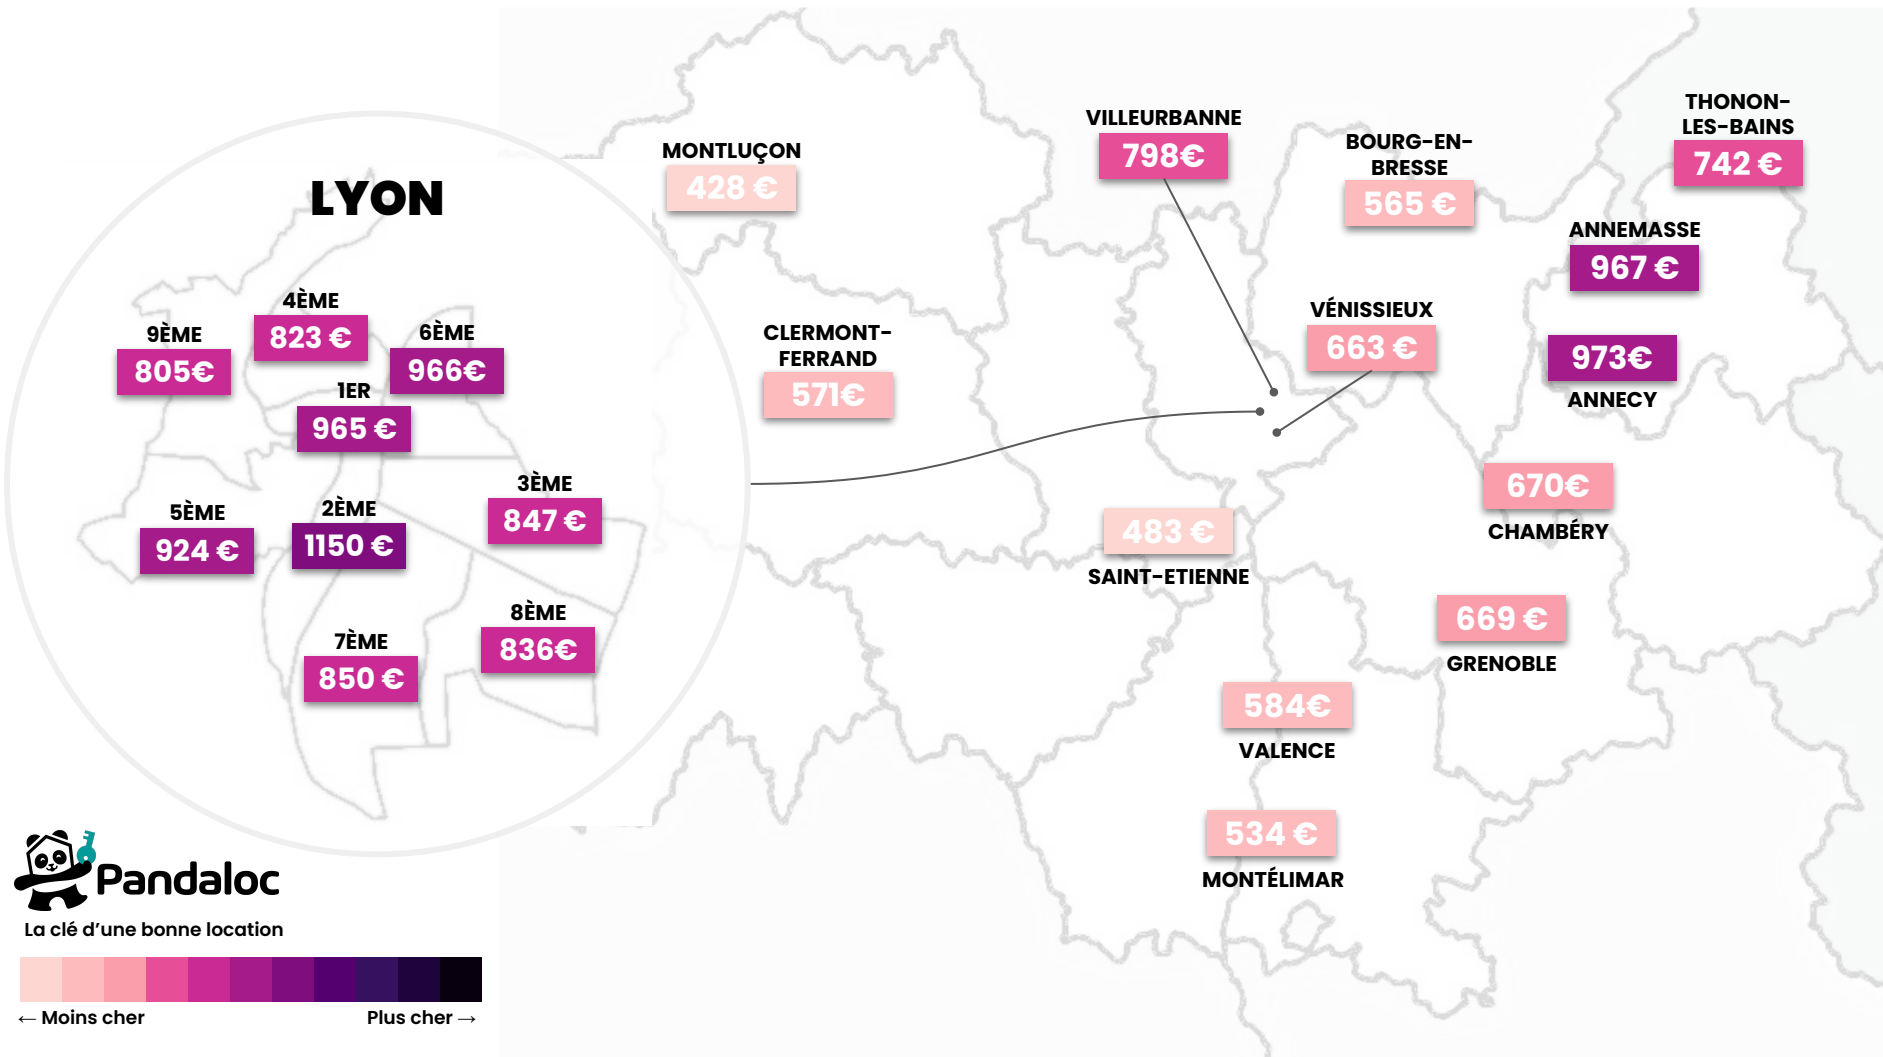 LYON
4ÈME
823 €
9ÈME
805€
6ÈME
966€
1ER
965 €
3ÈME
847 €
5ÈME
924 €
2ÈME
1150 €
8ÈME
836€
7ÈME
850 €
MONTLUÇON
428 €
VILLEURBANNE
798€
BOURG-EN-
BRESSE
565 €
THONON-
LES-BAINS
742 €
ANNEMASSE
967 €
CLERMONT-
FERRAND
571€
VÉNISSIEUX
663 €
973€
ANNECY
670€
CHAMBÉRY
483 €
SAINT-ETIENNE
669 €
GRENOBLE
584€
VALENCE
534 €
MONTÉLIMAR
Pandaloc
La clé d'une bonne location
← Moins cher
Plus cher →